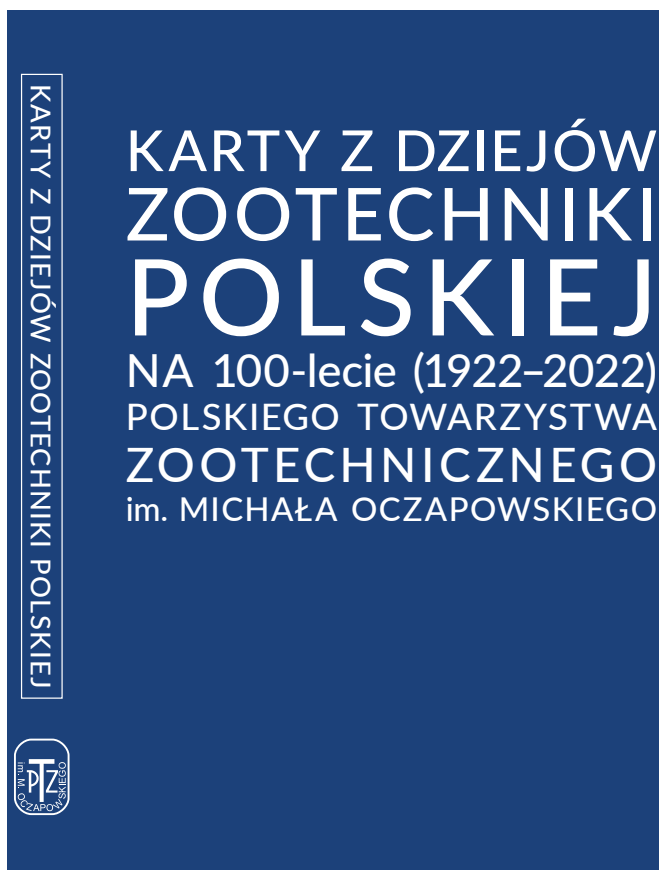 KARTY Z DZIEJÓW ZOOTECHNIKI POLSKIEJ
PTZ
im. M. OCZAPOWSKIEGO
KARTY Z DZIEJÓW
ZOOTECHNIKI
POLSKIEJ
NA 100-lecie (1922–2022)
POLSKIEGO TOWARZYSTWA
ZOOTECHNICZNEGO
im. MICHAŁA OCZAPOWSKIEGO